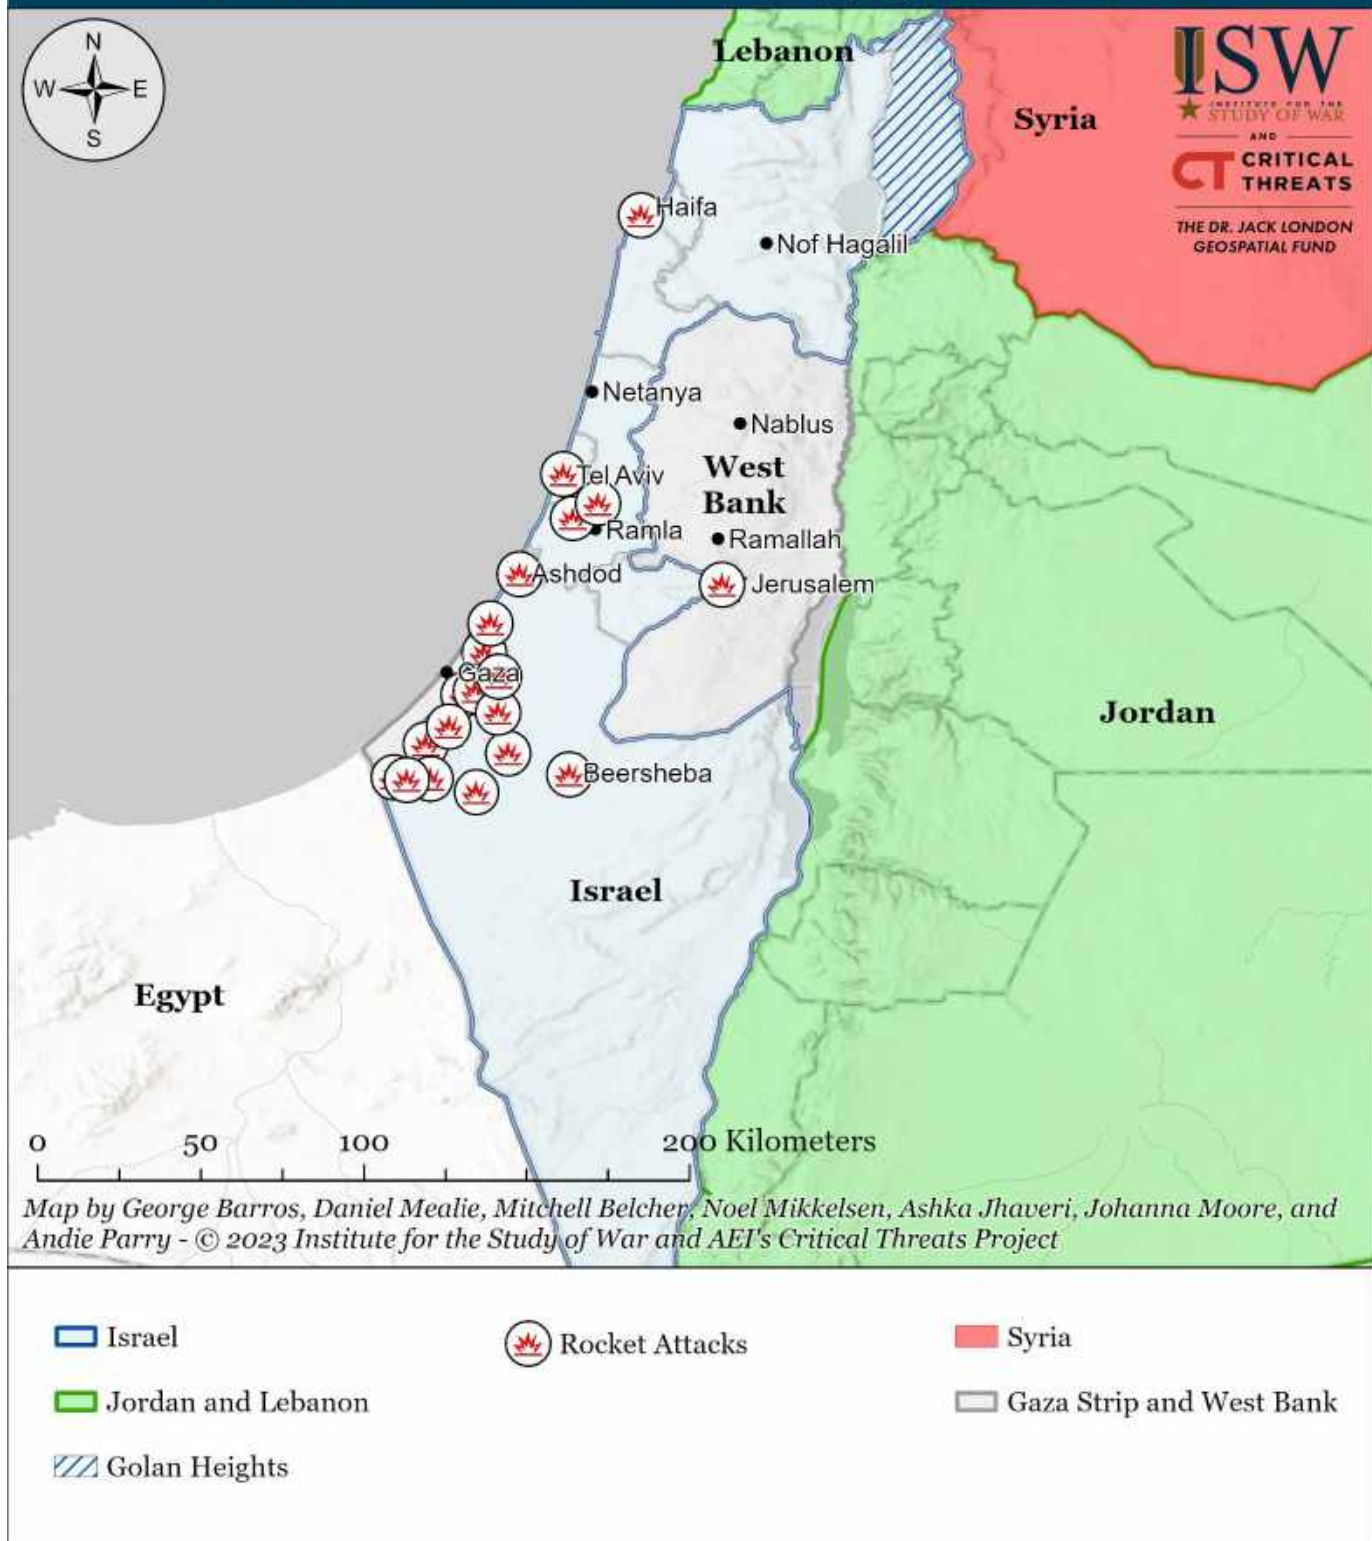 N
W
E
S
Lebanon
Syria
ISW
INSTITUTE FOR THE
STUDY OF WAR
AND
CT CRITICAL
THREATS
THE DR. JACK LONDON
GEOSPATIAL FUND
Haifa
Nof Hagalil
Netanya
Nablus
West
Bank
Tel Aviv
Ramla
Ramallah
Ashdod
Jerusalem
Gaza
Jordan
Beersheba
Israel
Egypt
0 50 100 200 Kilometers
Map by George Barros, Daniel Mealie, Mitchell Belcher, Noel Mikkelsen, Ashka Jhaveri, Johanna Moore, and
Andie Parry - © 2023 Institute for the Study of War and AEI's Critical Threats Project
Israel
Rocket Attacks
Syria
Jordan and Lebanon
Gaza Strip and West Bank
Golan Heights